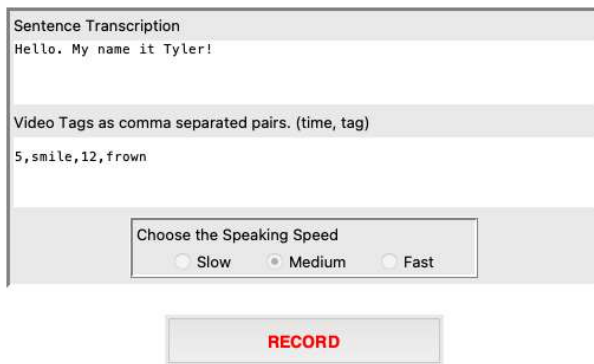 Sentence Transcription
Hello. My name it Tyler!
Video Tags as comma separated pairs. (time, tag)
5,smile,12,frown
Choose the Speaking Speed
Slow Medium Fast
RECORD